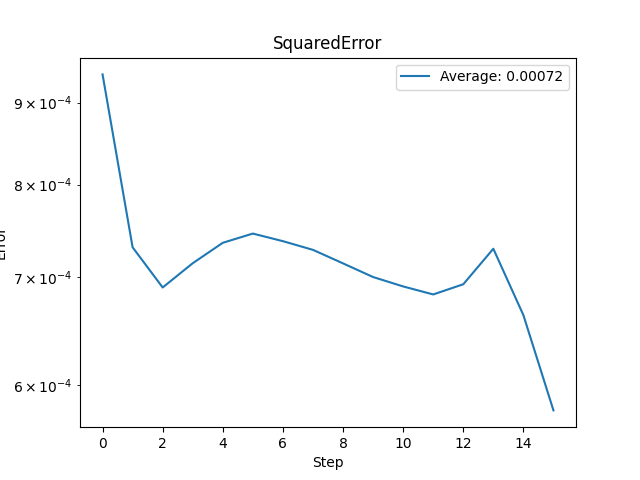 SquaredError
Average: 0.00072
9 × 10⁻⁴
8 × 10⁻⁴
7 × 10⁻⁴
6 × 10⁻⁴
Error
0 2 4 6 8 10 12 14
Step